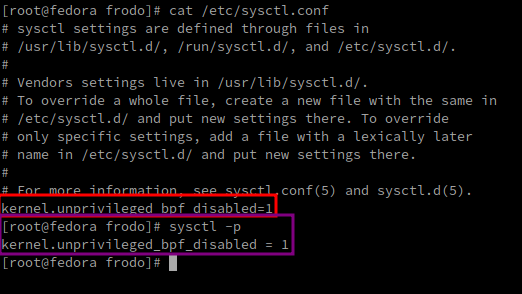 [root@fedora frodo]# cat /etc/sysctl.conf
# sysctl settings are defined through files in
# /usr/lib/sysctl.d/, /run/sysctl.d/, and /etc/sysctl.d/.
#
# Vendors settings live in /usr/lib/sysctl.d/.
# To override a whole file, create a new file with the same in
# /etc/sysctl.d/ and put new settings there. To override
# only specific settings, add a file with a lexically later
# name in /etc/sysctl.d/ and put new settings there.
#
# For more information, see sysctl.conf(5) and sysctl.d(5).
kernel.unprivileged_bpf_disabled=1
[root@fedora frodo]# sysctl -p
kernel.unprivileged_bpf_disabled = 1
[root@fedora frodo]#